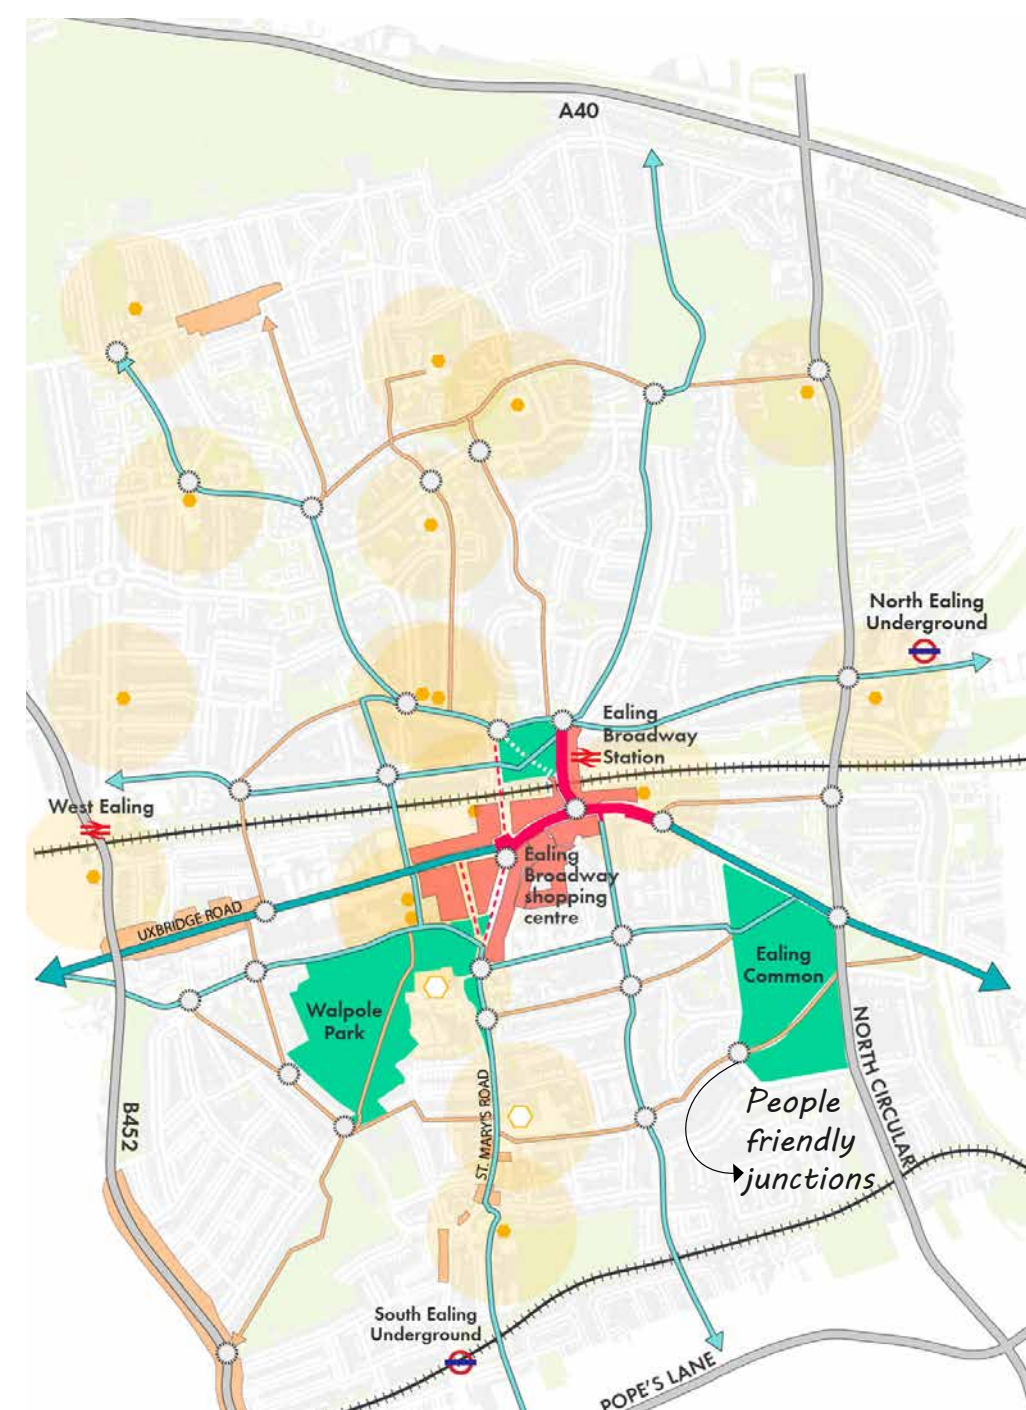 A40
North Ealing
Underground
Ealing
Broadway
Station
West Ealing
Ealing
Broadway
shopping
centre
UXBRIDGE ROAD
Ealing
Common
Walpole
Park
NORTH CIRCULAR
B452
ST. MARY'S ROAD
People
friendly
junctions
South Ealing
Underground
POPE'S LANE